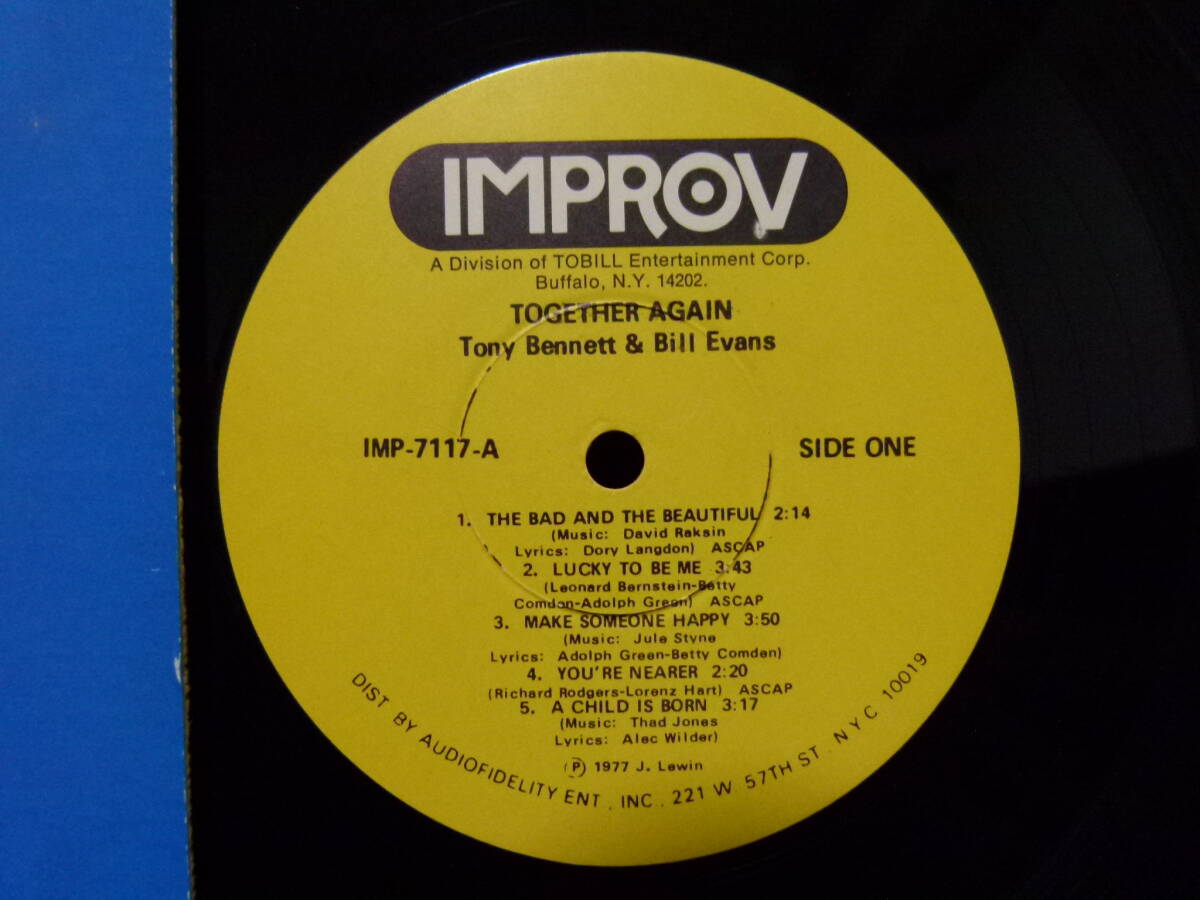 IMPROV
A Division of TOBILL Entertainment Corp.
Buffalo, N.Y. 14202.
TOGETHER AGAIN
Tony Bennett & Bill Evans
IMP-7117-A
SIDE ONE
1. THE BAD AND THE BEAUTIFUL 2:14
(Music: David Raksin
Lyrics: Dory Langdon) ASCAP
2. LUCKY TO BE ME 3:43
(Leonard Bernstein-Betty
Comden-Adolph Green) ASCAP
3. MAKE SOMEONE HAPPY 3:50
(Music: Jule Styne
Lyrics: Adolph Green-Betty Comden)
4. YOU'RE NEARER 2:20
(Richard Rodgers-Lorenz Hart) ASCAP
5. A CHILD IS BORN 3:17
(Music: Thad Jones
Lyrics: Alec Wilder)
Ⓟ 1977 J. Lewin
DIST BY AUDIOFIDELITY ENT., INC., 221 W 57TH ST. NYC 10019